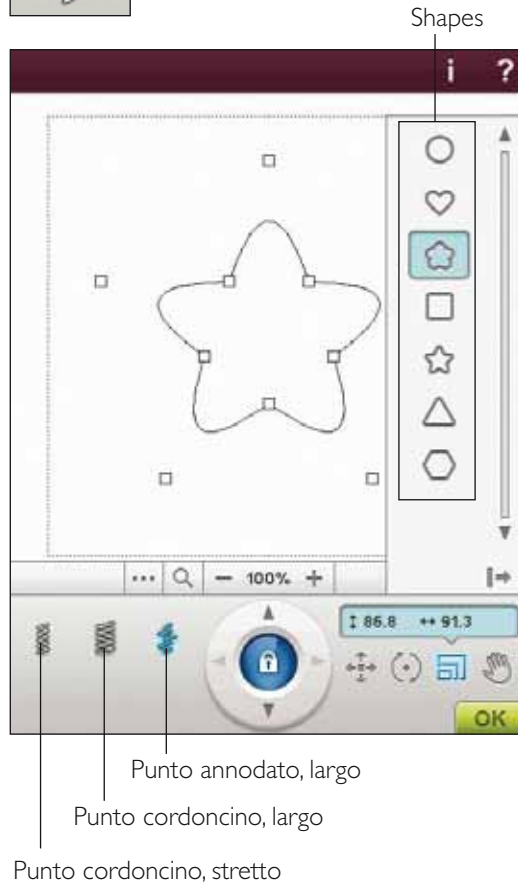 Shapes
i ?
100%
86.8 91.3
OK
Punto annodato, largo
Punto cordoncino, largo
Punto cordoncino, stretto